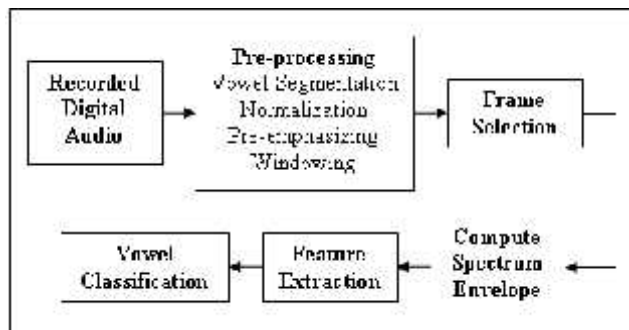 Recorded
Digital
Audio
Pre-processing
Vowel Segmentation
Normalization
Pre-emphasizing
Windowing
Frame
Selection
Compute
Spectrum
Envelope
Feature
Extraction
Vowel
Classification